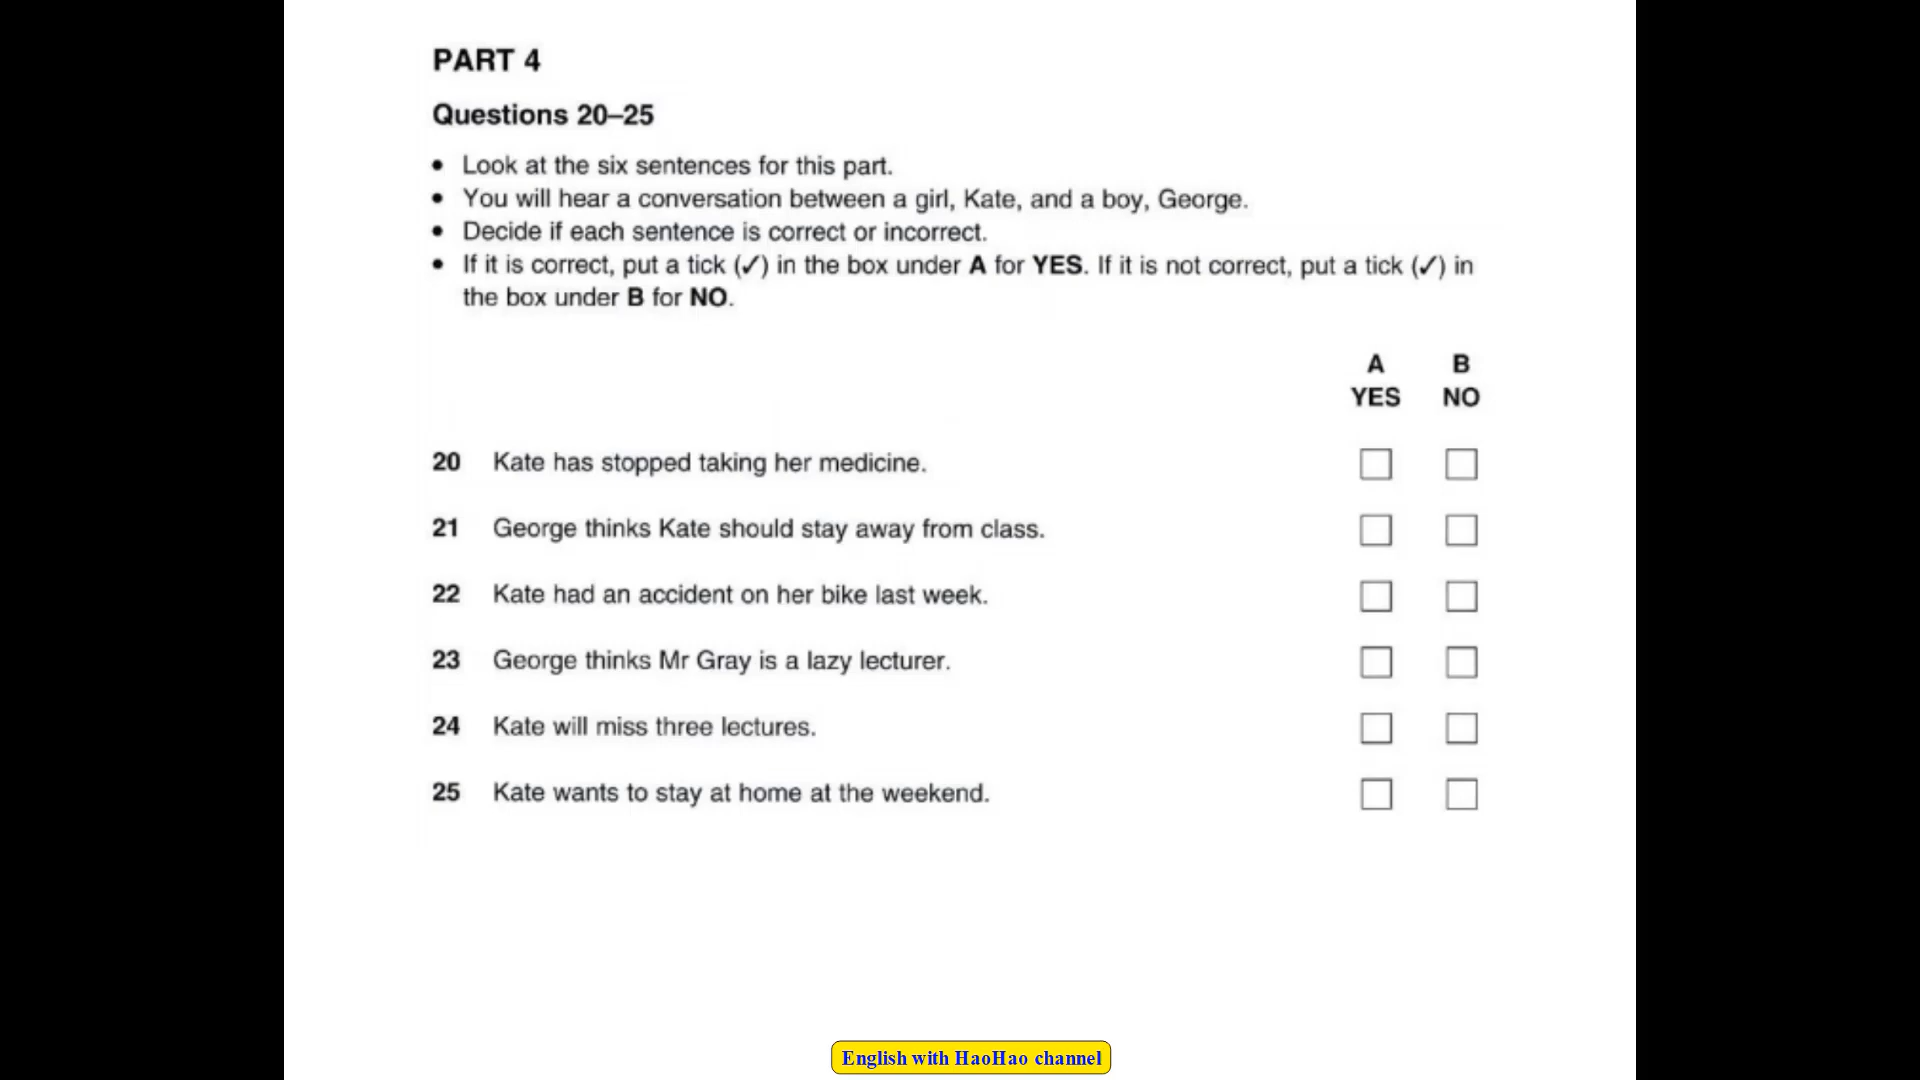 PART 4
Questions 20–25
• Look at the six sentences for this part.
• You will hear a conversation between a girl, Kate, and a boy, George.
• Decide if each sentence is correct or incorrect.
• If it is correct, put a tick (✓) in the box under A for YES. If it is not correct, put a tick (✓) in
the box under B for NO.
A B
YES NO
20 Kate has stopped taking her medicine.
21 George thinks Kate should stay away from class.
22 Kate had an accident on her bike last week.
23 George thinks Mr Gray is a lazy lecturer.
24 Kate will miss three lectures.
25 Kate wants to stay at home at the weekend.
English with HaoHao channel